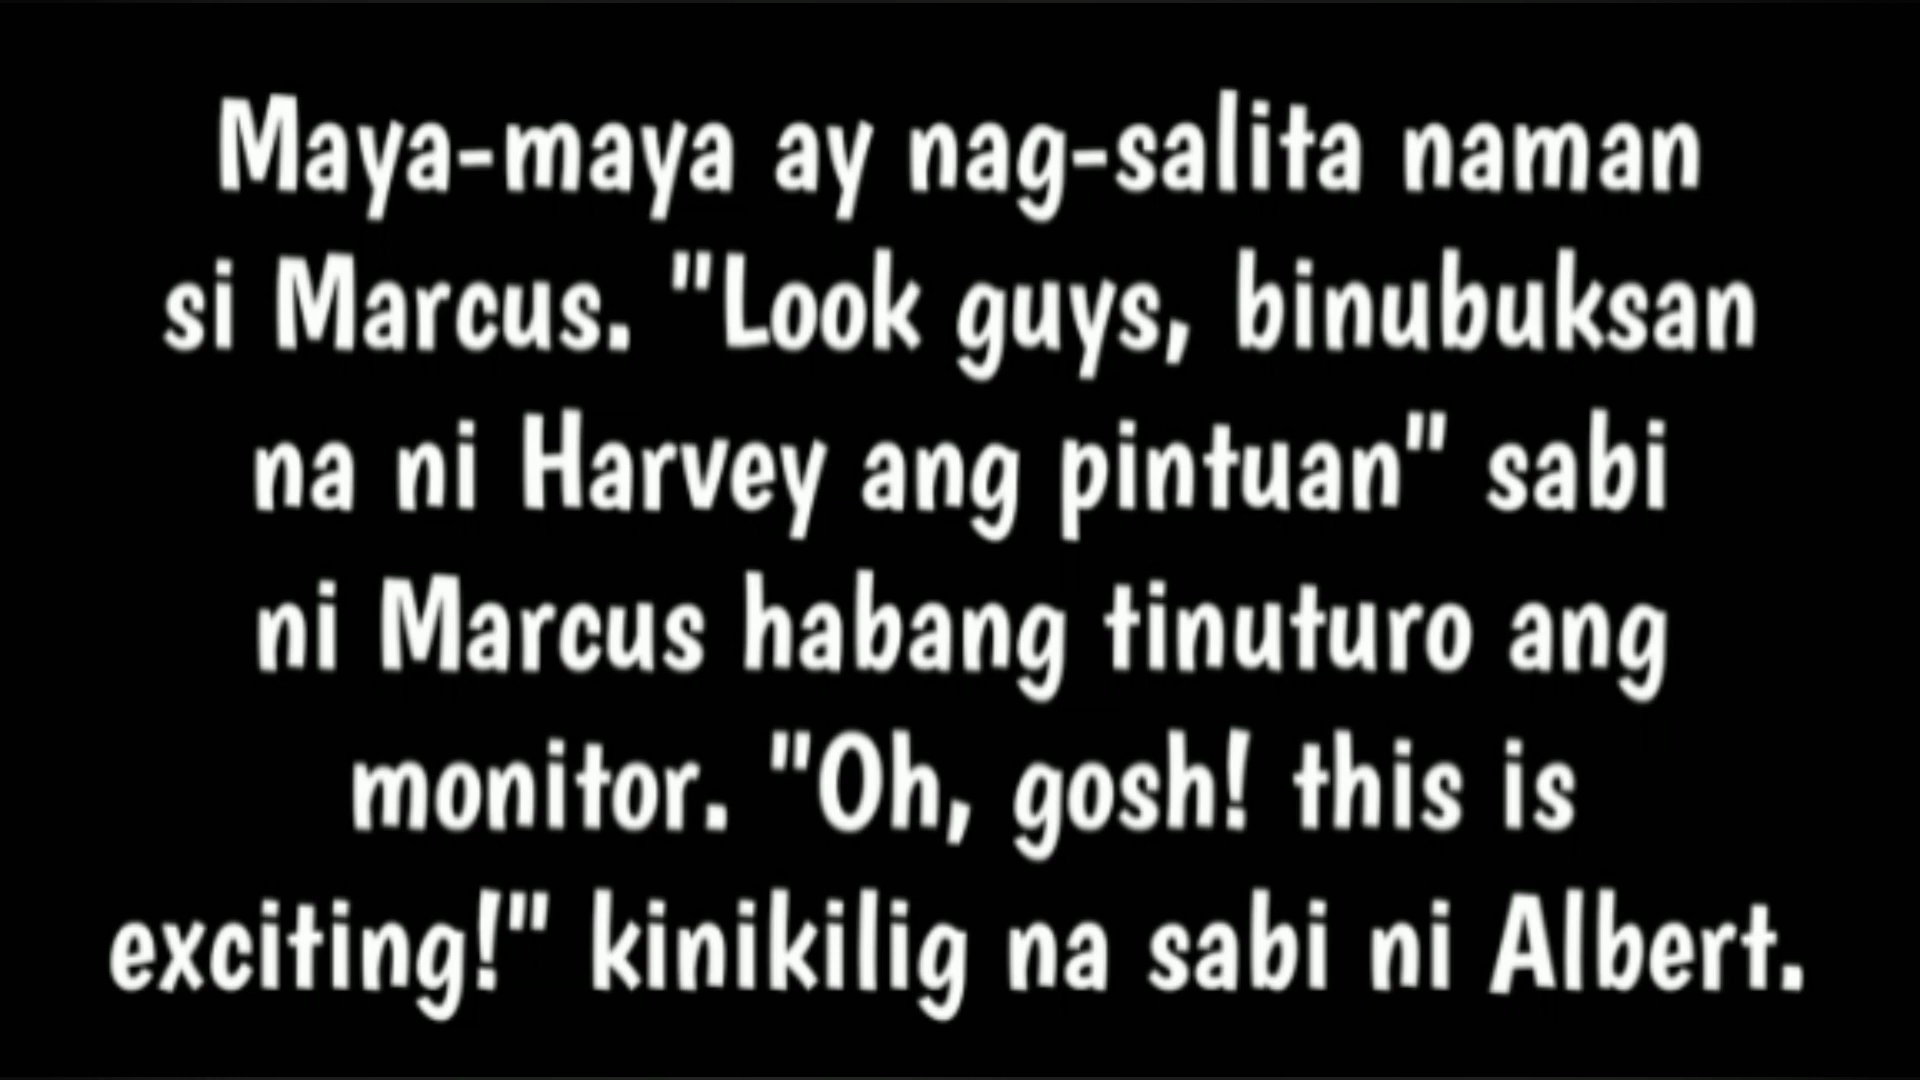 Maya-maya ay nag-salita naman
si Marcus. "Look guys, binubuksan
na ni Harvey ang pintuan" sabi
ni Marcus habang tinuturo ang
monitor. "Oh, gosh! this is
exciting!" kinikilig na sabi ni Albert.